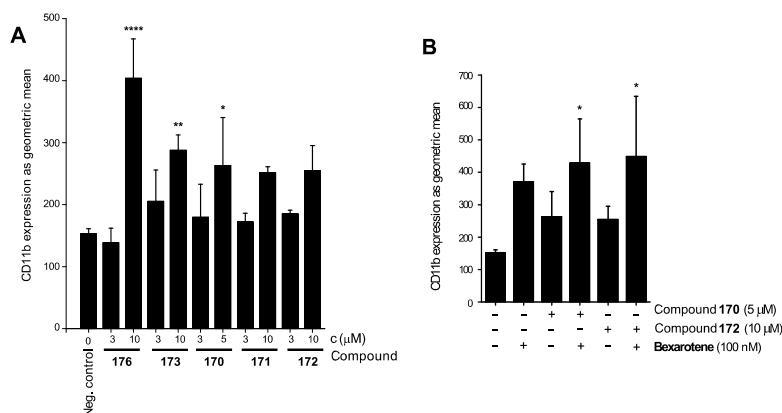 A
CD11b expression as geometric mean
500
400
300
200
100
0
****
**
*
0 3 10 3 10 3 5 3 10 3 10 c (µM)
Neg. control 176 173 170 171 172 Compound
B
CD11b expression as geometric mean
700
600
500
400
300
200
100
0
* *
- - + + - - Compound 170 (5 µM)
- - - - + + Compound 172 (10 µM)
- + - + - + Bexarotene (100 nM)